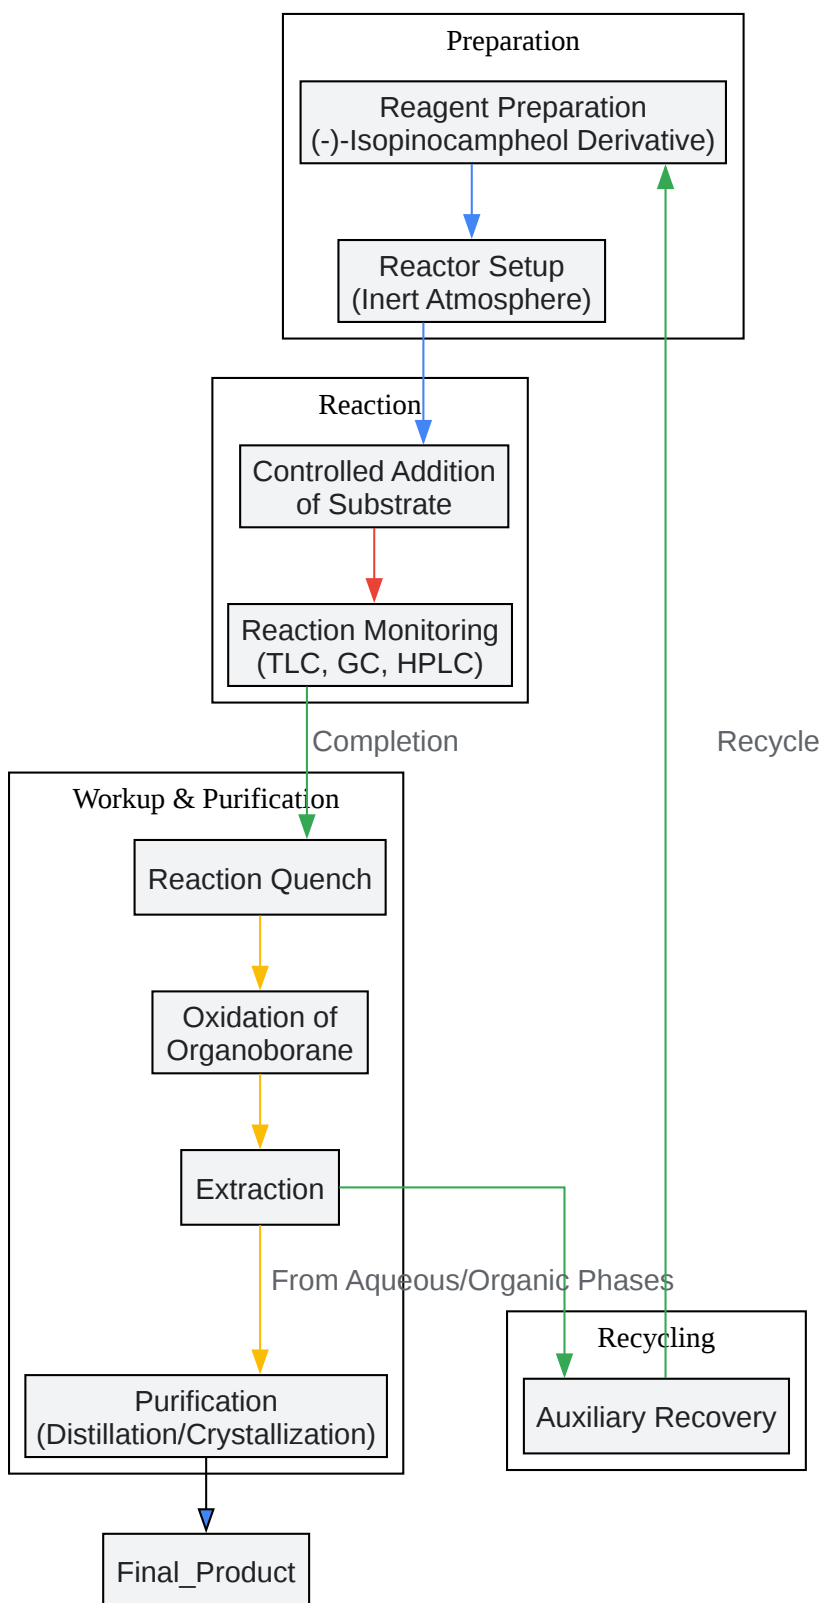 Preparation
Reagent Preparation
(-)-Isopinocampheol Derivative)
Reactor Setup
(Inert Atmosphere)
Reaction
Controlled Addition
of Substrate
Reaction Monitoring
(TLC, GC, HPLC)
Completion
Recycle
Workup & Purification
Reaction Quench
Oxidation of
Organoborane
Extraction
From Aqueous/Organic Phases
Recycling
Purification
(Distillation/Crystallization)
Auxiliary Recovery
Final_Product